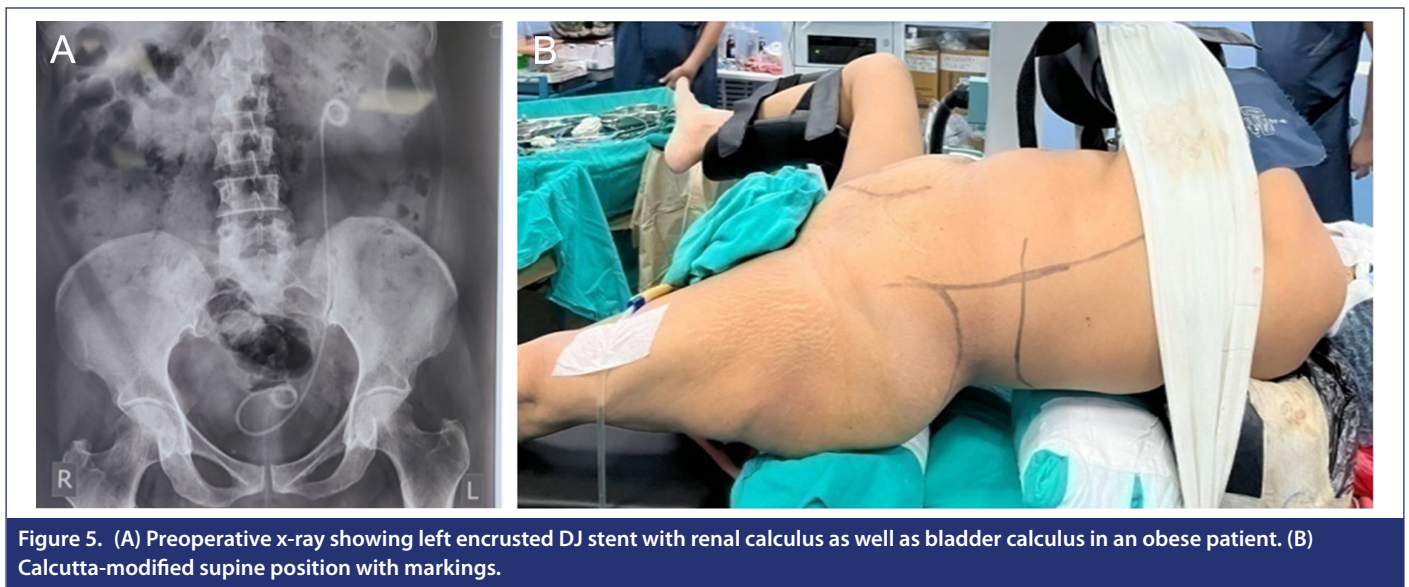 A
B
R
L
Figure 5. (A) Preoperative x-ray showing left encrusted DJ stent with renal calculus as well as bladder calculus in an obese patient. (B)
Calcutta-modified supine position with markings.